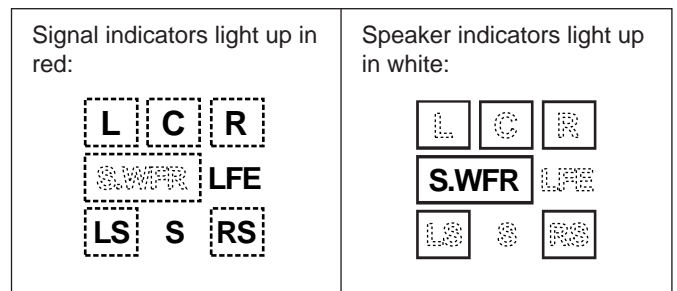 Signal indicators light up in
red:
L C R
S.WFR LFE
LS S RS
Speaker indicators light up
in white:
L C R
S.WFR LFE
LS S RS